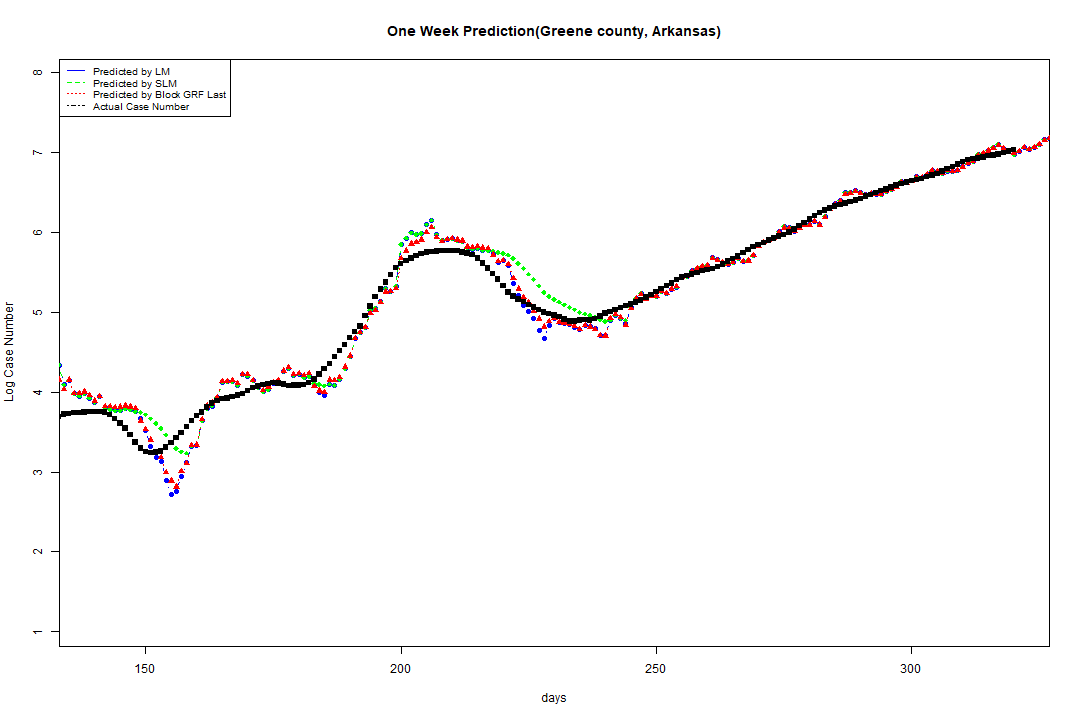 One Week Prediction(Greene county, Arkansas)
Predicted by LM
Predicted by SLM
Predicted by Block GRF Last
Actual Case Number
8
7
6
5
4
3
2
1
Log Case Number
150 200 250 300
days